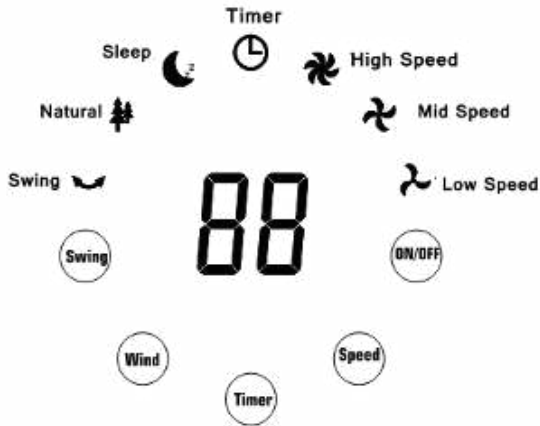 Timer
Sleep
High Speed
Natural
Mid Speed
Swing
Low Speed
88
Swing
ON/OFF
Wind
Speed
Timer